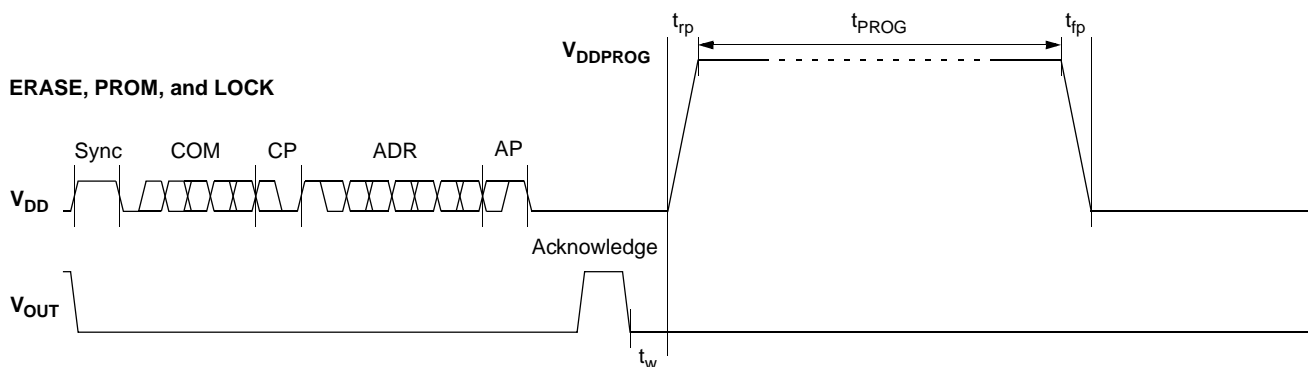 t_rp t_PROG t_fp
V_DDPROG
ERASE, PROM, and LOCK
Sync COM CP ADR AP
V_DD
Acknowledge
V_OUT
t_w